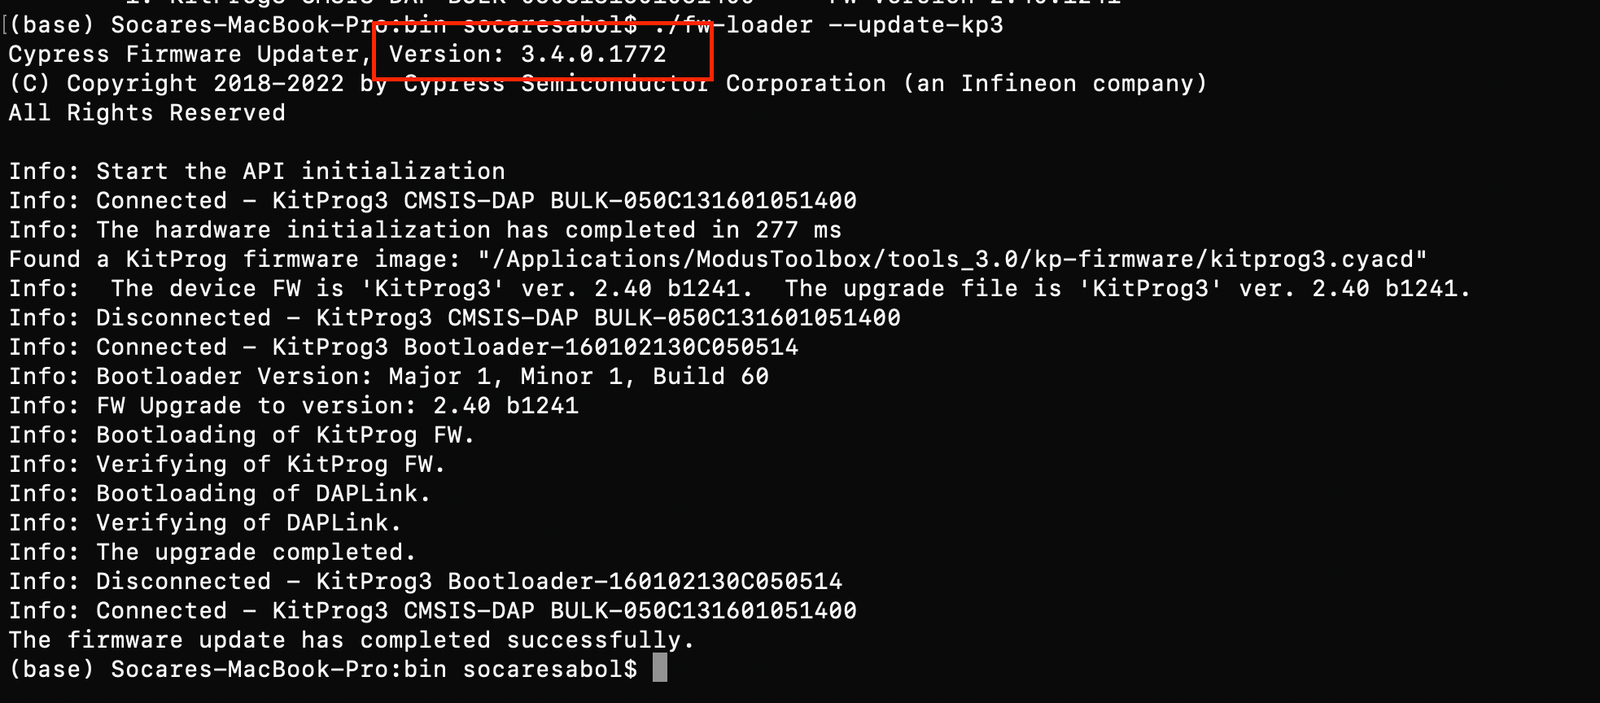 1: KitProg3 CMSIS-DAP BULK-050C131601051400 FW Version 2.40.1241
[(base) Socares-MacBook-Pro:bin socaresabol$ ./fw-loader --update-kp3
Cypress Firmware Updater, Version: 3.4.0.1772
(C) Copyright 2018-2022 by Cypress Semiconductor Corporation (an Infineon company)
All Rights Reserved
Info: Start the API initialization
Info: Connected - KitProg3 CMSIS-DAP BULK-050C131601051400
Info: The hardware initialization has completed in 277 ms
Found a KitProg firmware image: "/Applications/ModusToolbox/tools_3.0/kp-firmware/kitprog3.cyacd"
Info:  The device FW is 'KitProg3' ver. 2.40 b1241.  The upgrade file is 'KitProg3' ver. 2.40 b1241.
Info: Disconnected - KitProg3 CMSIS-DAP BULK-050C131601051400
Info: Connected - KitProg3 Bootloader-160102130C050514
Info: Bootloader Version: Major 1, Minor 1, Build 60
Info: FW Upgrade to version: 2.40 b1241
Info: Bootloading of KitProg FW.
Info: Verifying of KitProg FW.
Info: Bootloading of DAPLink.
Info: Verifying of DAPLink.
Info: The upgrade completed.
Info: Disconnected - KitProg3 Bootloader-160102130C050514
Info: Connected - KitProg3 CMSIS-DAP BULK-050C131601051400
The firmware update has completed successfully.
(base) Socares-MacBook-Pro:bin socaresabol$